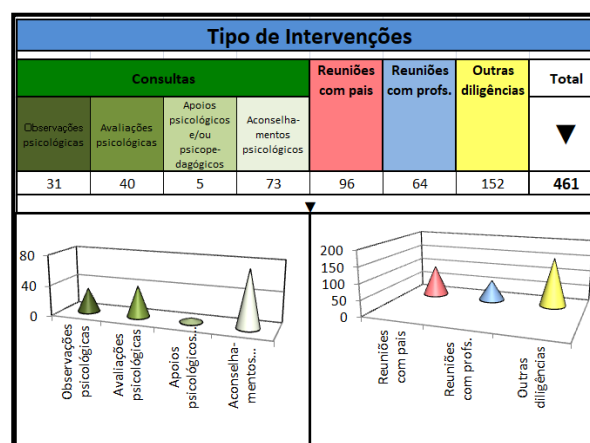 Tipo de Intervenções
Consultas
Reuniões
com pais
Reuniões
com profs.
Outras
diligências
Total
Observações
psicológicas
Avaliações
psicológicas
Apoios
psicológicos
e/ou
psicope-
dagógicos
Aconselha-
mentos
psicológicos
▼
31 40 5 73 96 64 152 461
▼
80
40
0
Observações
psicológicas
Avaliações
psicológicas
Apoios
psicológicos...
Aconselha-
mentos...
200
150
100
50
0
Reuniões
com pais
Reuniões
com profs.
Outras
diligências